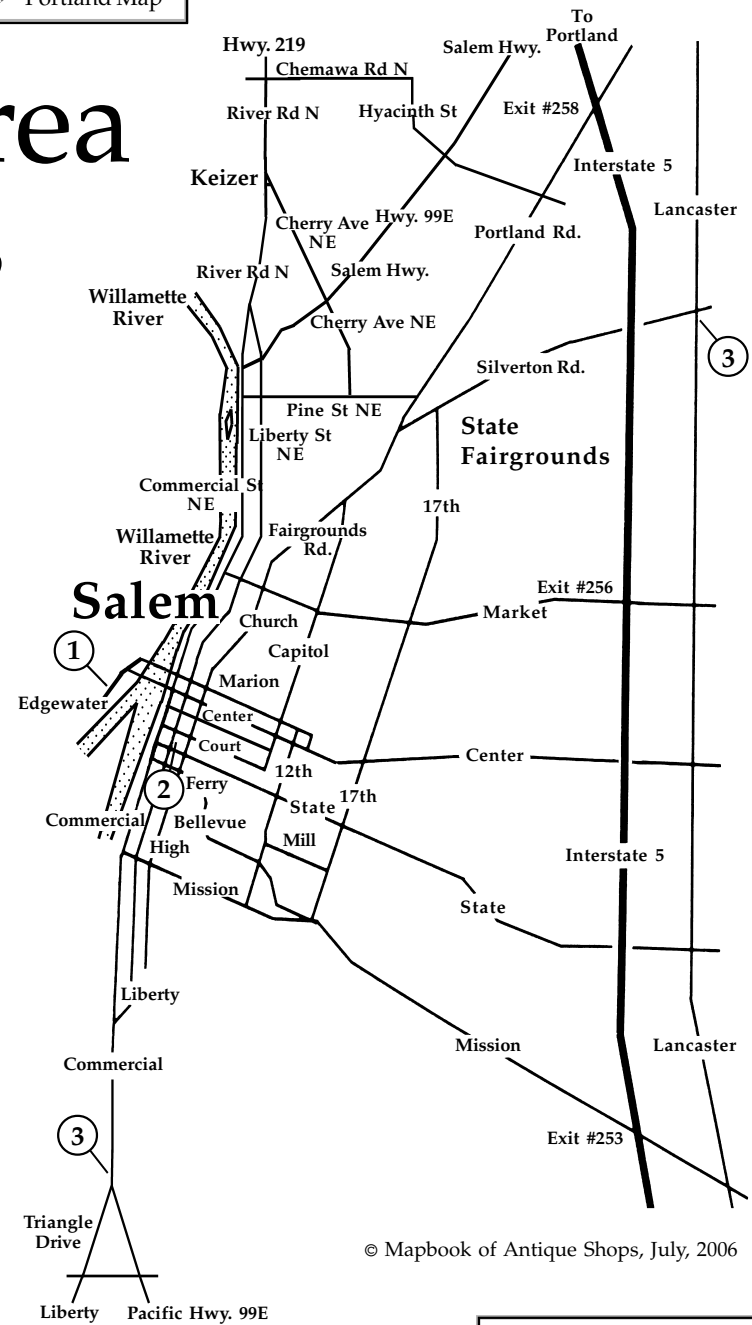 Portland Map
rea
To
Portland
Hwy. 219
Salem Hwy.
Chemawa Rd N
River Rd N
Hyacinth St
Exit #258
Interstate 5
Keizer
Lancaster
Cherry Ave
NE
Hwy. 99E
Portland Rd.
River Rd N
Salem Hwy.
Willamette
River
Cherry Ave NE
3
Silverton Rd.
Pine St NE
State
Fairgrounds
Liberty St
NE
Commercial St
NE
17th
Willamette
River
Fairgrounds
Rd.
Salem
Exit #256
Market
Church
1
Capitol
Marion
Edgewater
Center
Court
Center
12th
2
Ferry
State
17th
Commercial
Bellevue
High
Mill
Interstate 5
Mission
State
Liberty
Mission
Lancaster
Commercial
3
Exit #253
Triangle
Drive
© Mapbook of Antique Shops, July, 2006
Liberty
Pacific Hwy. 99E